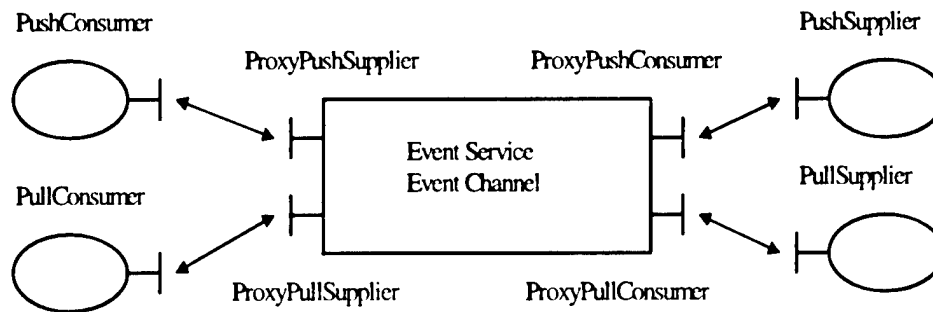 PushConsumer
PushSupplier
ProxyPushSupplier
ProxyPushConsumer
Event Service
Event Channel
PullConsumer
PullSupplier
ProxyPullSupplier
ProxyPullConsumer